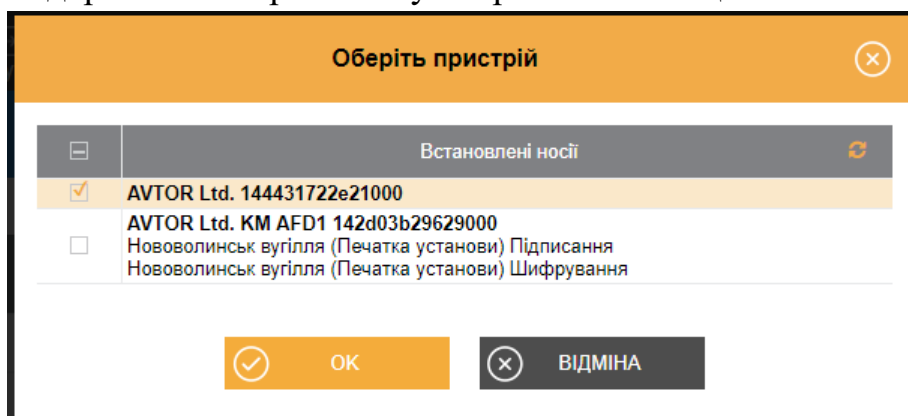 Оберіть пристрій
Встановлені носії
AVTOR Ltd. 144431722e21000
AVTOR Ltd. KM AFD1 142d03b29629000
Нововолинськ вугілля (Печатка установи) Підписання
Нововолинськ вугілля (Печатка установи) Шифрування
OK
ВІДМІНА